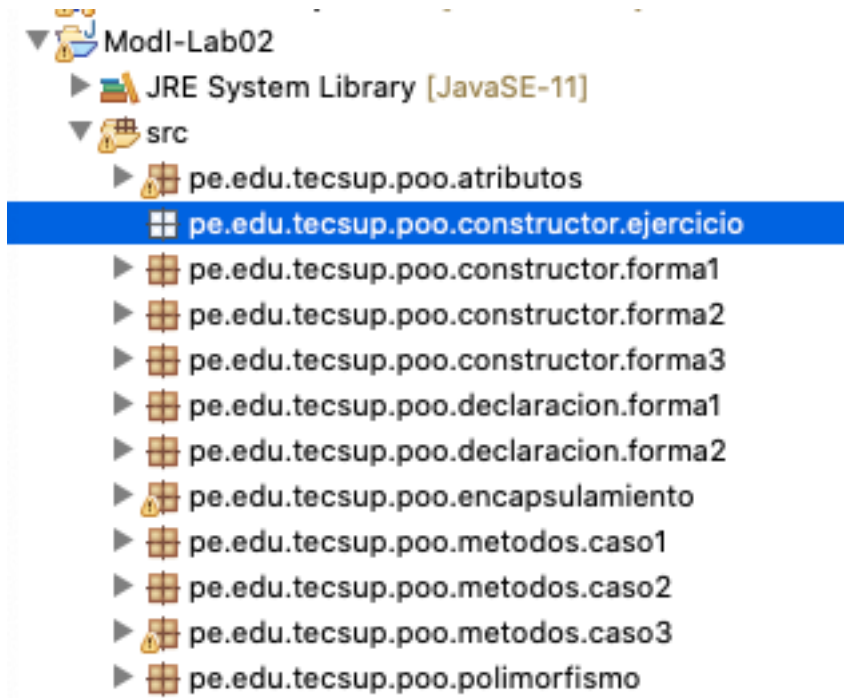 ModI-Lab02
JRE System Library [JavaSE-11]
src
pe.edu.tecsup.poo.atributos
pe.edu.tecsup.poo.constructor.ejercicio
pe.edu.tecsup.poo.constructor.forma1
pe.edu.tecsup.poo.constructor.forma2
pe.edu.tecsup.poo.constructor.forma3
pe.edu.tecsup.poo.declaracion.forma1
pe.edu.tecsup.poo.declaracion.forma2
pe.edu.tecsup.poo.encapsulamiento
pe.edu.tecsup.poo.metodos.caso1
pe.edu.tecsup.poo.metodos.caso2
pe.edu.tecsup.poo.metodos.caso3
pe.edu.tecsup.poo.polimorfismo